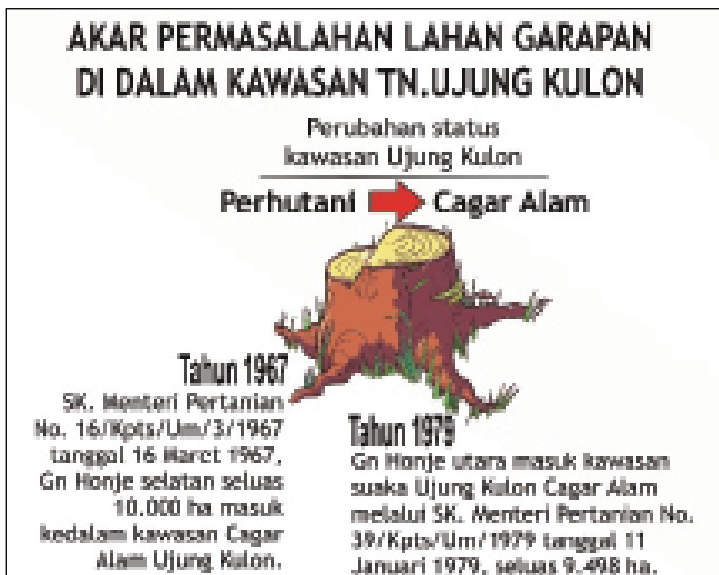 AKAR PERMASALAHAN LAHAN GARAPAN
DI DALAM KAWASAN TN.UJUNG KULON
Perubahan status
kawasan Ujung Kulon
Perhutani Cagar Alam
Tahun 1967
SK. Menteri Pertanian
No. 16/Kpts/Um/3/1967
tanggal 16 Maret 1967,
Gn Honje selatan seluas
10.000 ha masuk
kedalam kawasan Cagar
Alam Ujung Kulon.
Tahun 1979
Gn Honje utara masuk kawasan
suaka Ujung Kulon Cagar Alam
melalui SK. Menteri Pertanian No.
39/Kpts/Um/1979 tanggal 11
Januari 1979, seluas 9.498 ha.